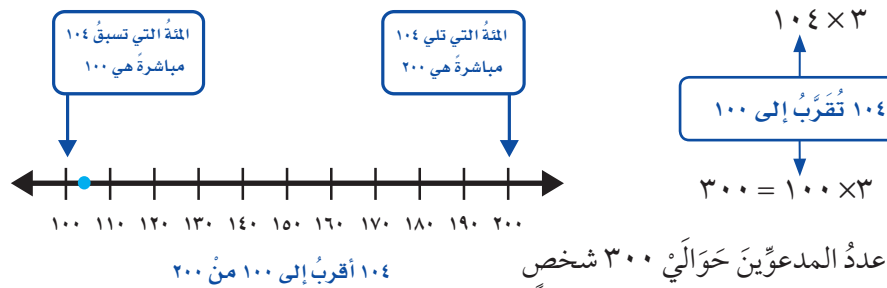 ١٠٤ × ٣
١٠٤ تُقَرَّبُ إلى ١٠٠
٣٠٠ = ١٠٠ ×٣
عددُ المدعوِّينَ حَوَالَيْ ٣٠٠ شخصٍ
المئةُ التي تلي ١٠٤
مباشرةً هي ٢٠٠
المئةُ التي تسبقُ ١٠٤
مباشرةً هي ١٠٠
١٠٠ ١١٠ ١٢٠ ١٣٠ ١٤٠ ١٥٠ ١٦٠ ١٧٠ ١٨٠ ١٩٠ ٢٠٠
١٠٤ أقربُ إلى ١٠٠ منْ ٢٠٠